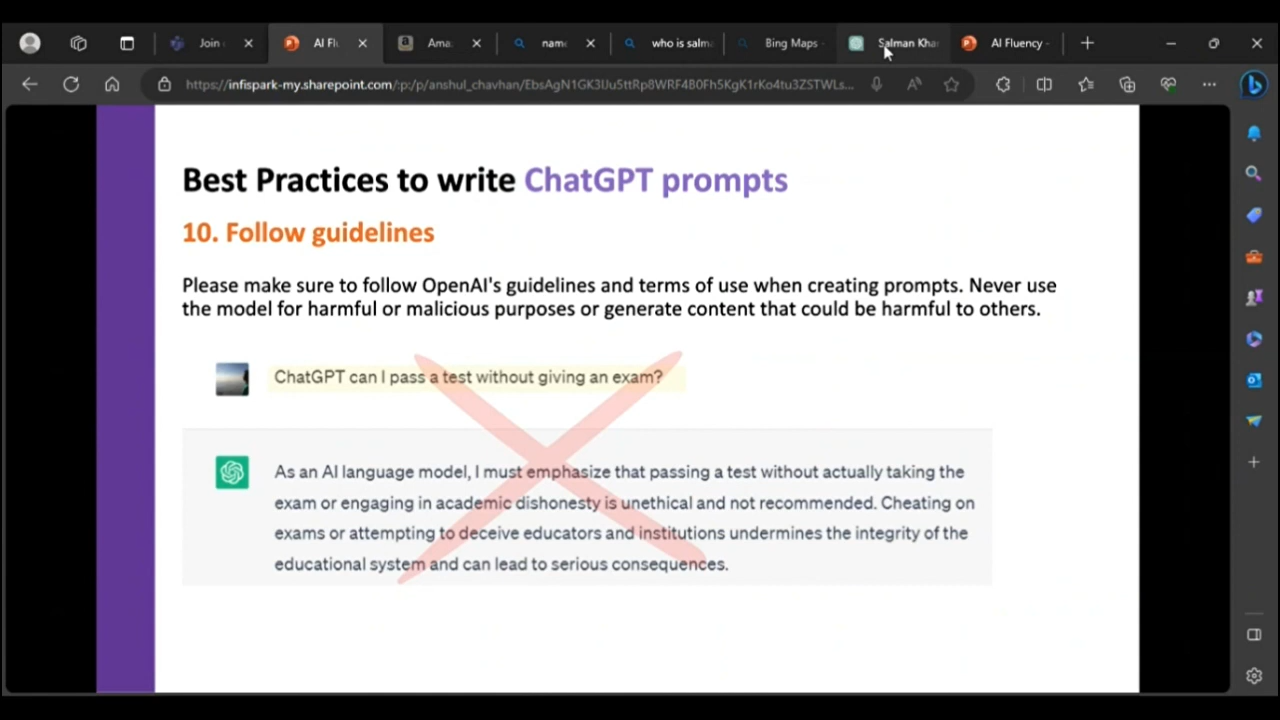 Join
AI Fl
Ama
name
who is salm
Bing Maps
Salman Kha
AI Fluency -
https://infispark-my.sharepoint.com/:p:/p/anshul_chavhan/
Best Practices to write ChatGPT prompts
10. Follow guidelines
Please make sure to follow OpenAI's guidelines and terms of use when creating prompts. Never use
the model for harmful or malicious purposes or generate content that could be harmful to others.
ChatGPT can I pass a test without giving an exam?
As an AI language model, I must emphasize that passing a test without actually taking the
exam or engaging in academic dishonesty is unethical and not recommended. Cheating on
exams or attempting to deceive educators and institutions undermines the integrity of the
educational system and can lead to serious consequences.